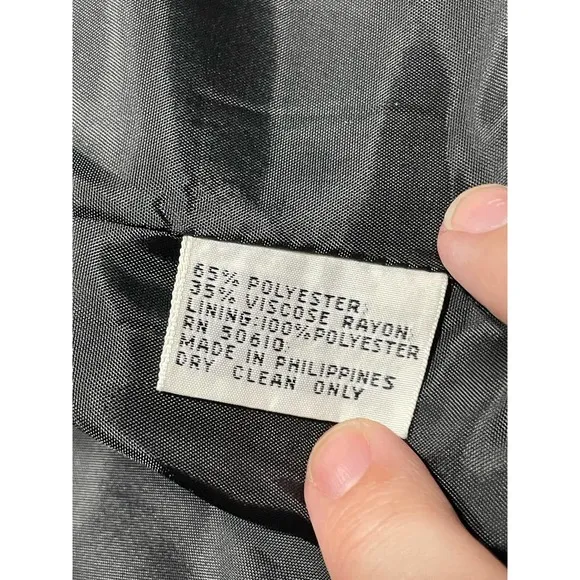 65% POLYESTER;
35% VISCOSE RAYON;
LINING:100%POLYESTER
RN 50610;
MADE IN PHILIPPINES
DRY CLEAN ONLY